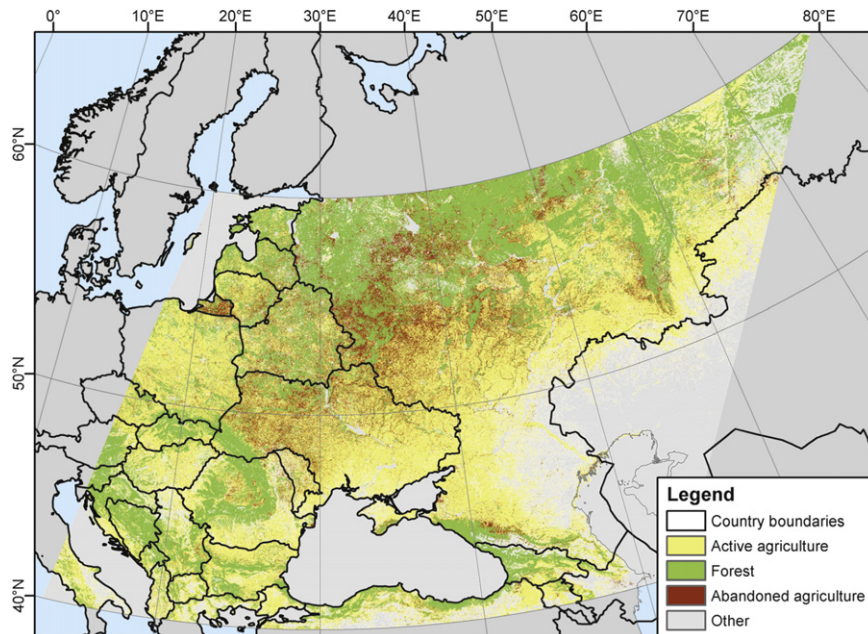 0° 10°E 20°E 30°E 40°E 50°E 60°E 70°E 80°E
60°N
50°N
40°N
Legend
Country boundaries
Active agriculture
Forest
Abandoned agriculture
Other